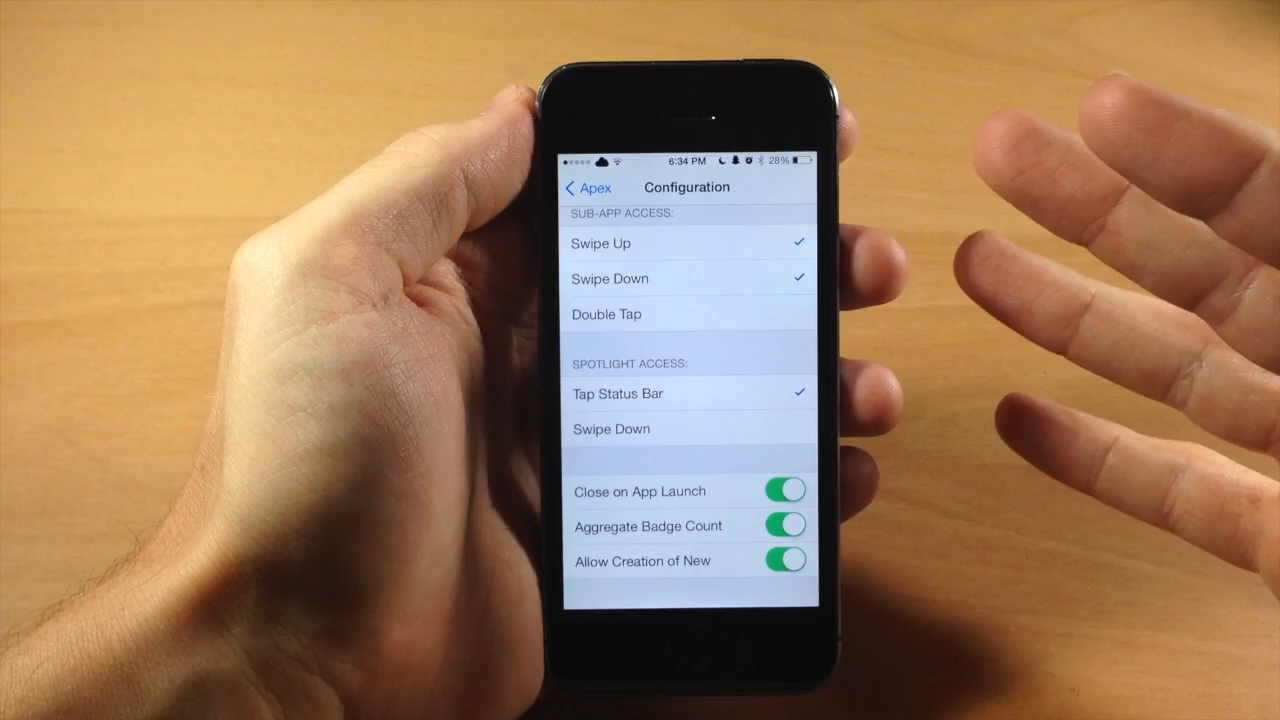 6:34 PM 28%
Apex Configuration
SUB-APP ACCESS:
Swipe Up
Swipe Down
Double Tap
SPOTLIGHT ACCESS:
Tap Status Bar
Swipe Down
Close on App Launch
Aggregate Badge Count
Allow Creation of New